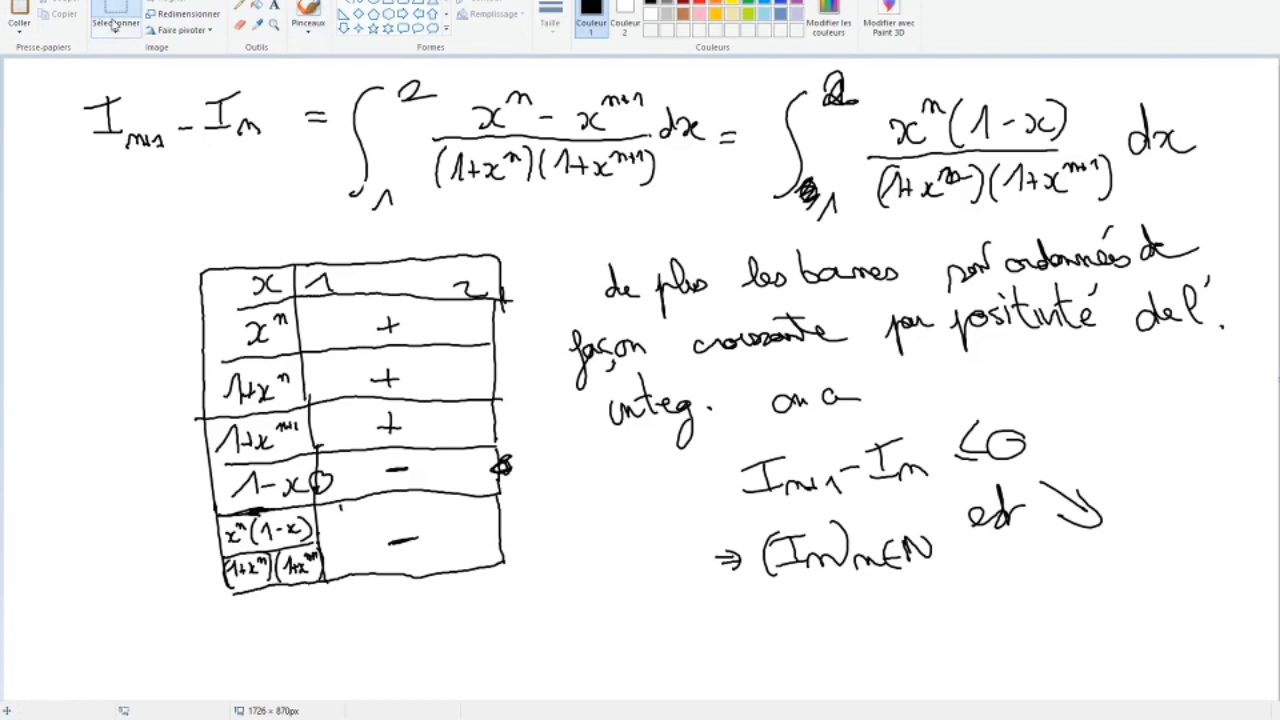 Coller
Copier
Presse-papiers
Sélectionner
Redimensionner
Faire pivoter
Image
Outils
Pinceaux
Formes
Remplissage
Taille
Couleur 1
Couleur 2
Couleurs
Modifier les couleurs
Modifier avec Paint 3D
I_{n+1} - I_n = ∫_1^2 (x^n - x^{n+1}) / ((1+x^n)(1+x^{n+1})) dx = ∫_1^2 x^n(1-x) / ((1+x^n)(1+x^{n+1})) dx
x 1 2
x^n +
1+x^n +
1+x^{n+1} +
1-x 0 -
x^n(1-x) / (1+x^n)(1+x^{n+1}) -
de plus les bornes sont ordonnées de
façon croissante par positivité de l'
integ. on a
I_{n+1} - I_n ≤ 0
⇒ (I_n)_{n∈N} est ↘
1726 × 870px